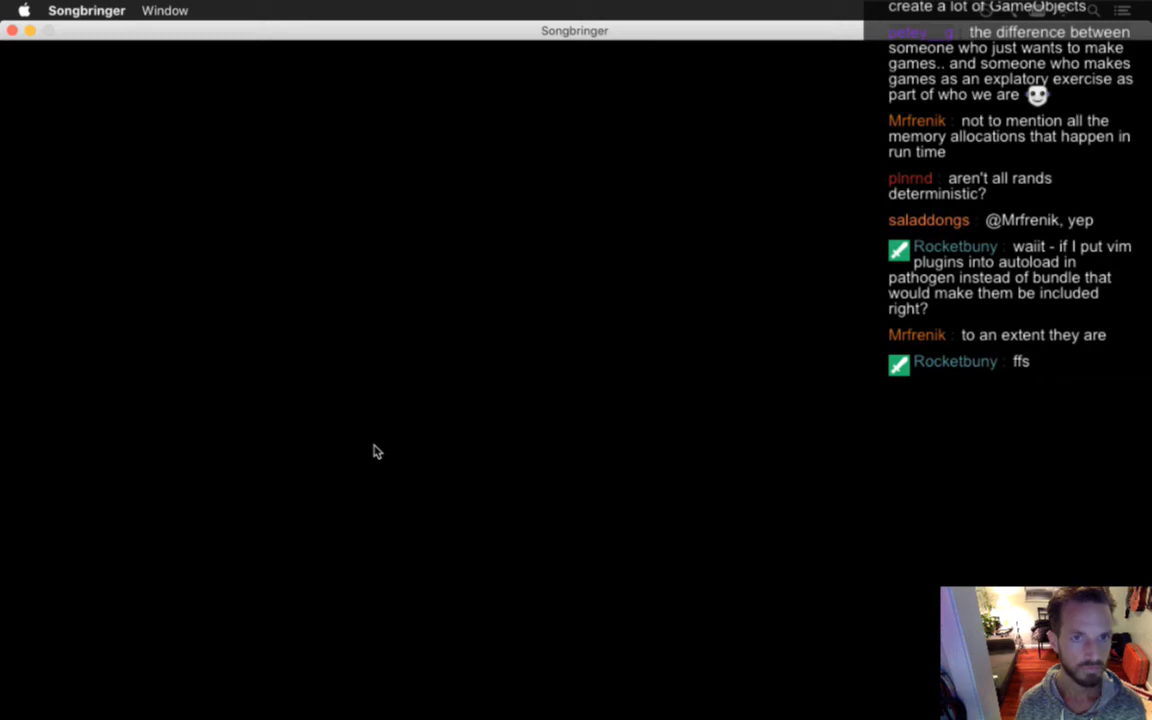 Songbringer Window
Songbringer
create a lot of GameObjects
petey__g : the difference between
someone who just wants to make
games.. and someone who makes
games as an explatory exercise as
part of who we are
Mrfrenik : not to mention all the
memory allocations that happen in
run time
plnrnd : aren't all rands
deterministic?
saladdongs : @Mrfrenik, yep
Rocketbuny : waiit - if I put vim
plugins into autoload in
pathogen instead of bundle that
would make them be included
right?
Mrfrenik : to an extent they are
Rocketbuny : ffs